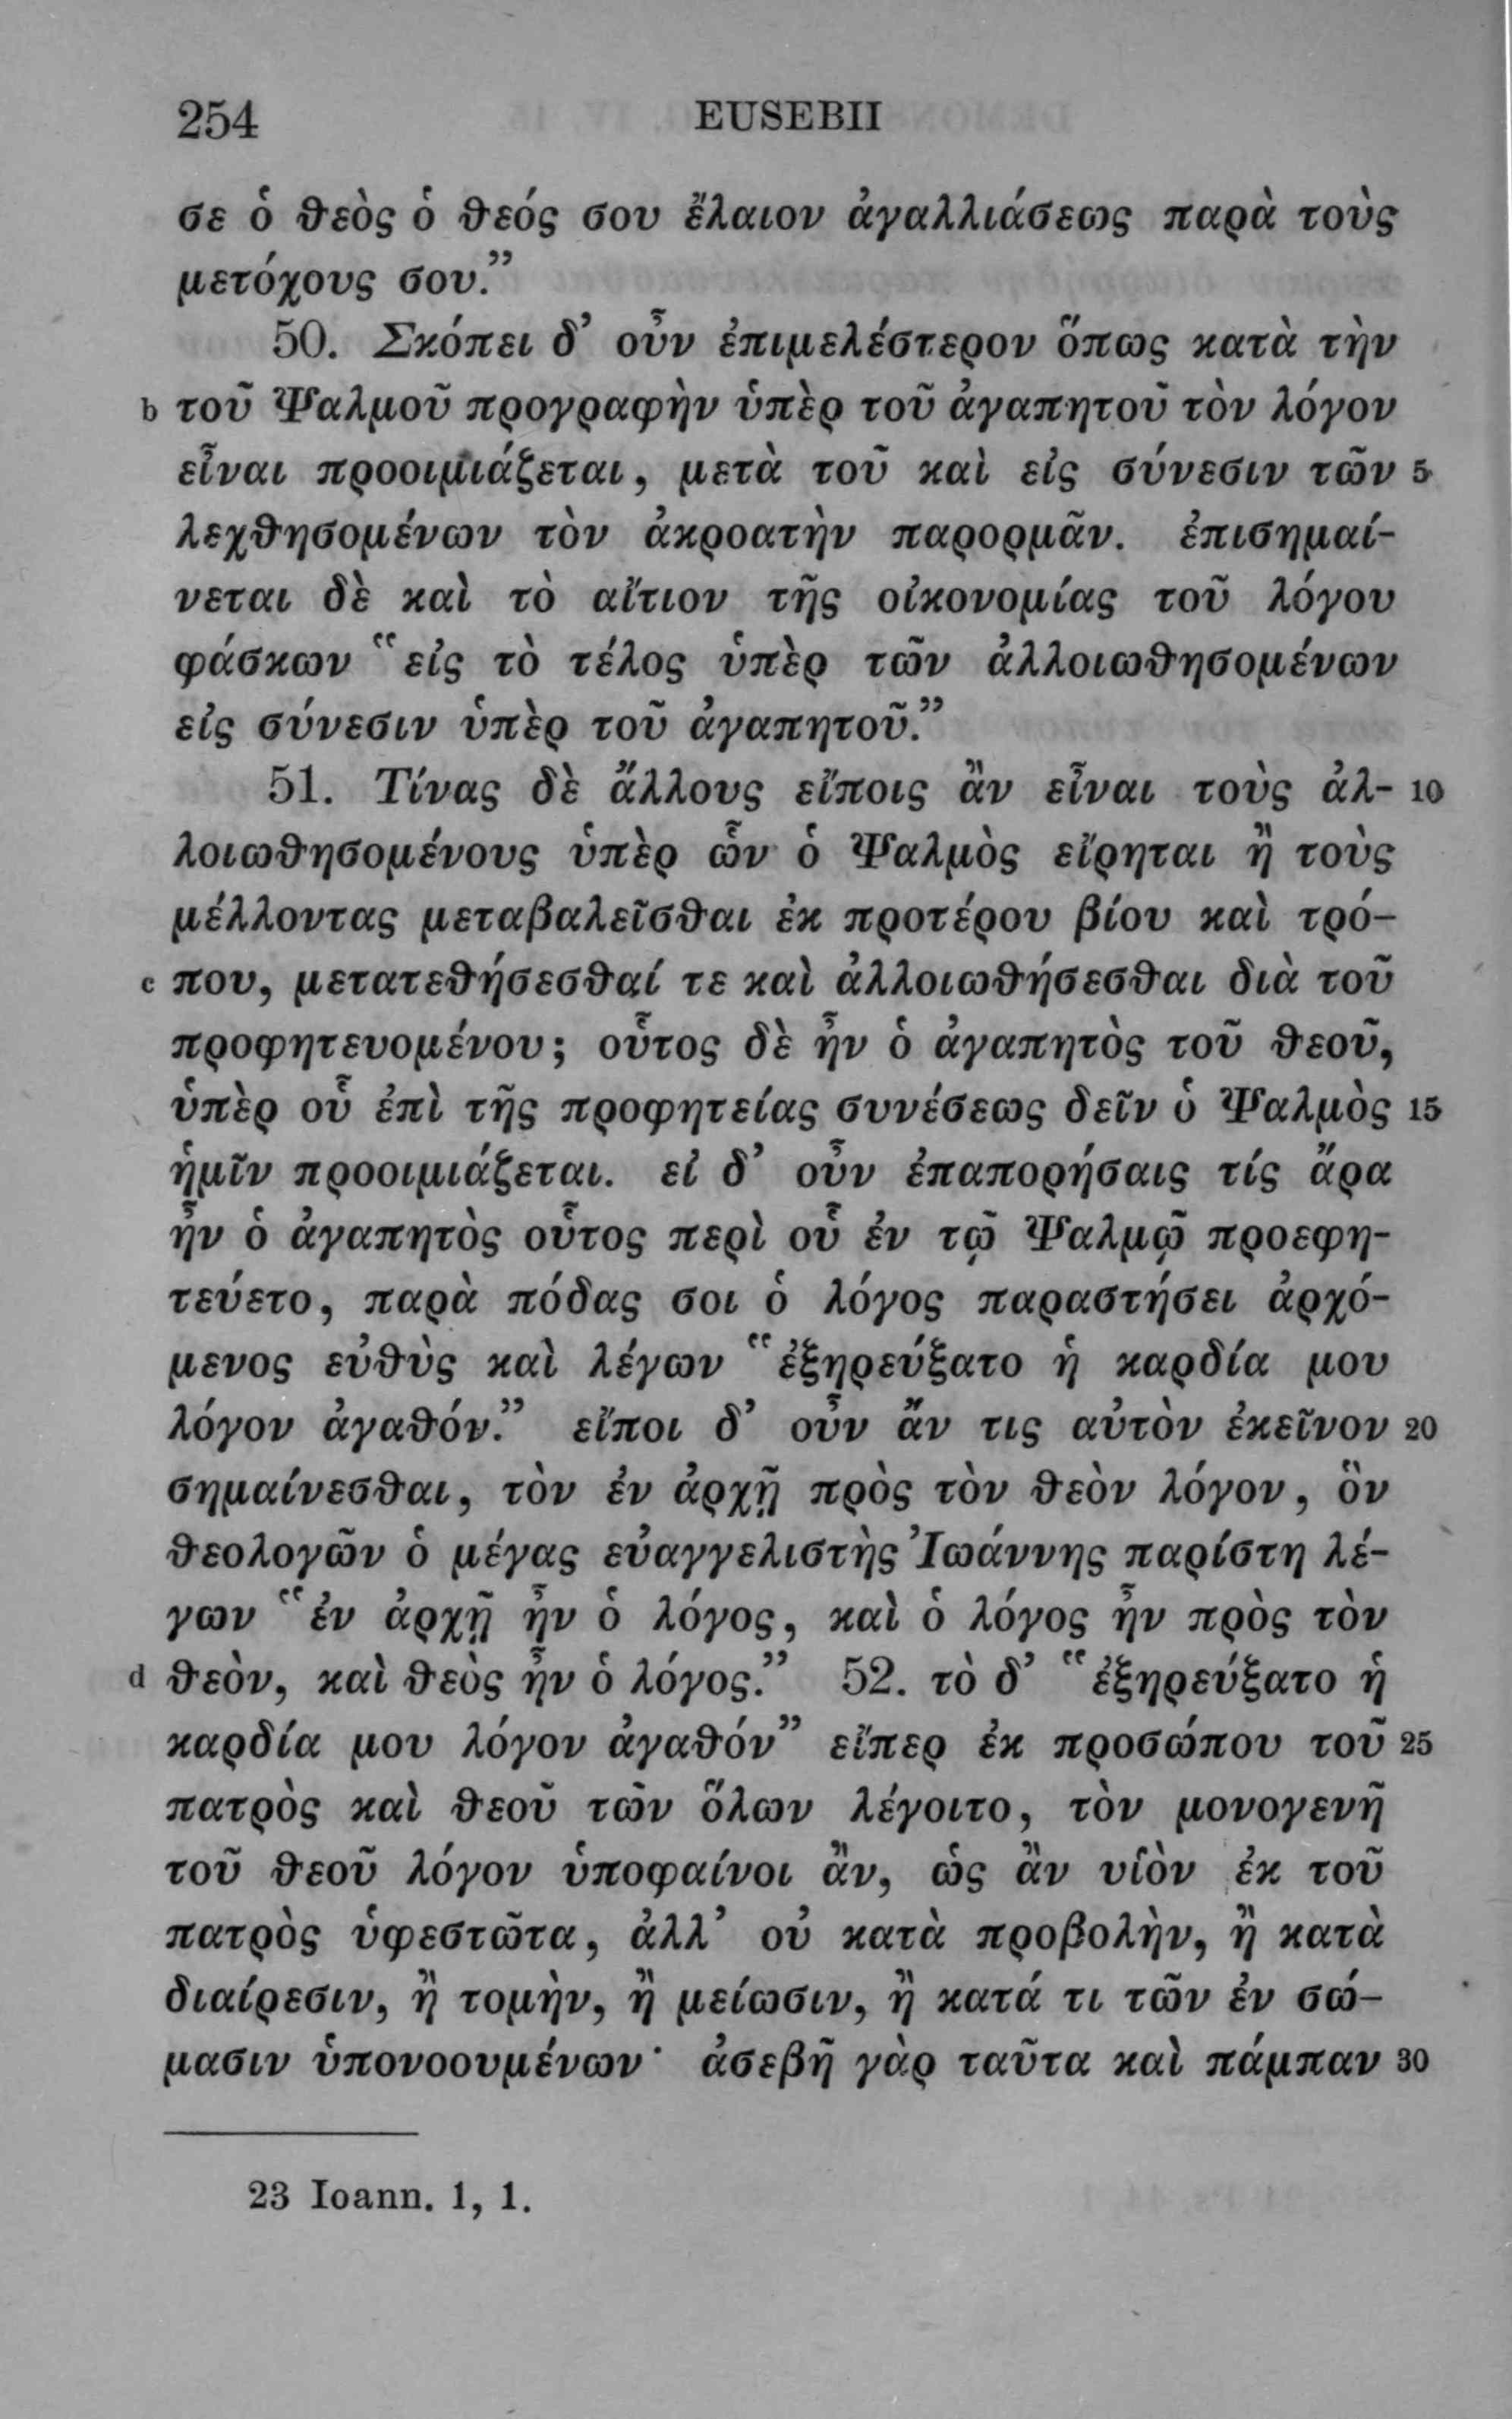 254 EUSEBII
σε ὁ θεὸς ὁ θεός σου ἔλαιον ἀγαλλιάσεως παρὰ τοὺς
μετόχους σου.”
50. Σκόπει δ’ οὖν ἐπιμελέστερον ὅπως κατὰ τὴν
b τοῦ Ψαλμοῦ προγραφὴν ὑπὲρ τοῦ ἀγαπητοῦ τὸν λόγον
εἶναι προοιμιάζεται, μετὰ τοῦ καὶ εἰς σύνεσιν τῶν 5
λεχθησομένων τὸν ἀκροατὴν παρορμᾶν. ἐπισημαί-
νεται δὲ καὶ τὸ αἴτιον τῆς οἰκονομίας τοῦ λόγου
φάσκων “εἰς τὸ τέλος ὑπὲρ τῶν ἀλλοιωθησομένων
εἰς σύνεσιν ὑπὲρ τοῦ ἀγαπητοῦ.”
51. Τίνας δὲ ἄλλους εἴποις ἂν εἶναι τοὺς ἀλ- 10
λοιωθησομένους ὑπὲρ ὧν ὁ Ψαλμὸς εἴρηται ἢ τοὺς
μέλλοντας μεταβαλεῖσθαι ἐκ προτέρου βίου καὶ τρό-
c που, μετατεθήσεσθαί τε καὶ ἀλλοιωθήσεσθαι διὰ τοῦ
προφητευομένου; οὗτος δὲ ἦν ὁ ἀγαπητὸς τοῦ θεοῦ,
ὑπὲρ οὗ ἐπὶ τῆς προφητείας συνέσεως δεῖν ὁ Ψαλμὸς 15
ἡμῖν προοιμιάζεται. εἰ δ’ οὖν ἐπαπορήσαις τίς ἄρα
ἦν ὁ ἀγαπητὸς οὗτος περὶ οὗ ἐν τῷ Ψαλμῷ προεφη-
τεύετο, παρὰ πόδας σοι ὁ λόγος παραστήσει ἀρχό-
μενος εὐθὺς καὶ λέγων “ἐξηρεύξατο ἡ καρδία μου
λόγον ἀγαθόν.” εἴποι δ’ οὖν ἄν τις αὐτὸν ἐκεῖνον 20
σημαίνεσθαι, τὸν ἐν ἀρχῇ πρὸς τὸν θεὸν λόγον, ὃν
θεολογῶν ὁ μέγας εὐαγγελιστὴς Ἰωάννης παρίστη λέ-
γων “ἐν ἀρχῇ ἦν ὁ λόγος, καὶ ὁ λόγος ἦν πρὸς τὸν
d θεὸν, καὶ θεὸς ἦν ὁ λόγος.” 52. τὸ δ’ “ἐξηρεύξατο ἡ
καρδία μου λόγον ἀγαθόν” εἴπερ ἐκ προσώπου τοῦ 25
πατρὸς καὶ θεοῦ τῶν ὅλων λέγοιτο, τὸν μονογενῆ
τοῦ θεοῦ λόγον ὑποφαίνοι ἂν, ὡς ἂν υἱὸν ἐκ τοῦ
πατρὸς ὑφεστῶτα, ἀλλ’ οὐ κατὰ προβολὴν, ἢ κατὰ
διαίρεσιν, ἢ τομὴν, ἢ μείωσιν, ἢ κατά τι τῶν ἐν σώ-
μασιν ὑπονοουμένων· ἀσεβῆ γὰρ ταῦτα καὶ πάμπαν 30
23 Ioann. 1, 1.